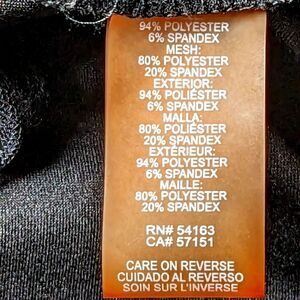 94% POLYESTER
6% SPANDEX
MESH:
80% POLYESTER
20% SPANDEX
EXTERIOR:
94% POLIÉSTER
6% SPANDEX
MALLA:
80% POLIÉSTER
20% SPANDEX
EXTÉRIEUR:
94% POLYESTER
6% SPANDEX
MAILLE:
80% POLYESTER
20% SPANDEX
RN# 54163
CA# 57151
CARE ON REVERSE
CUIDADO AL REVERSO
SOIN SUR L'INVERSE